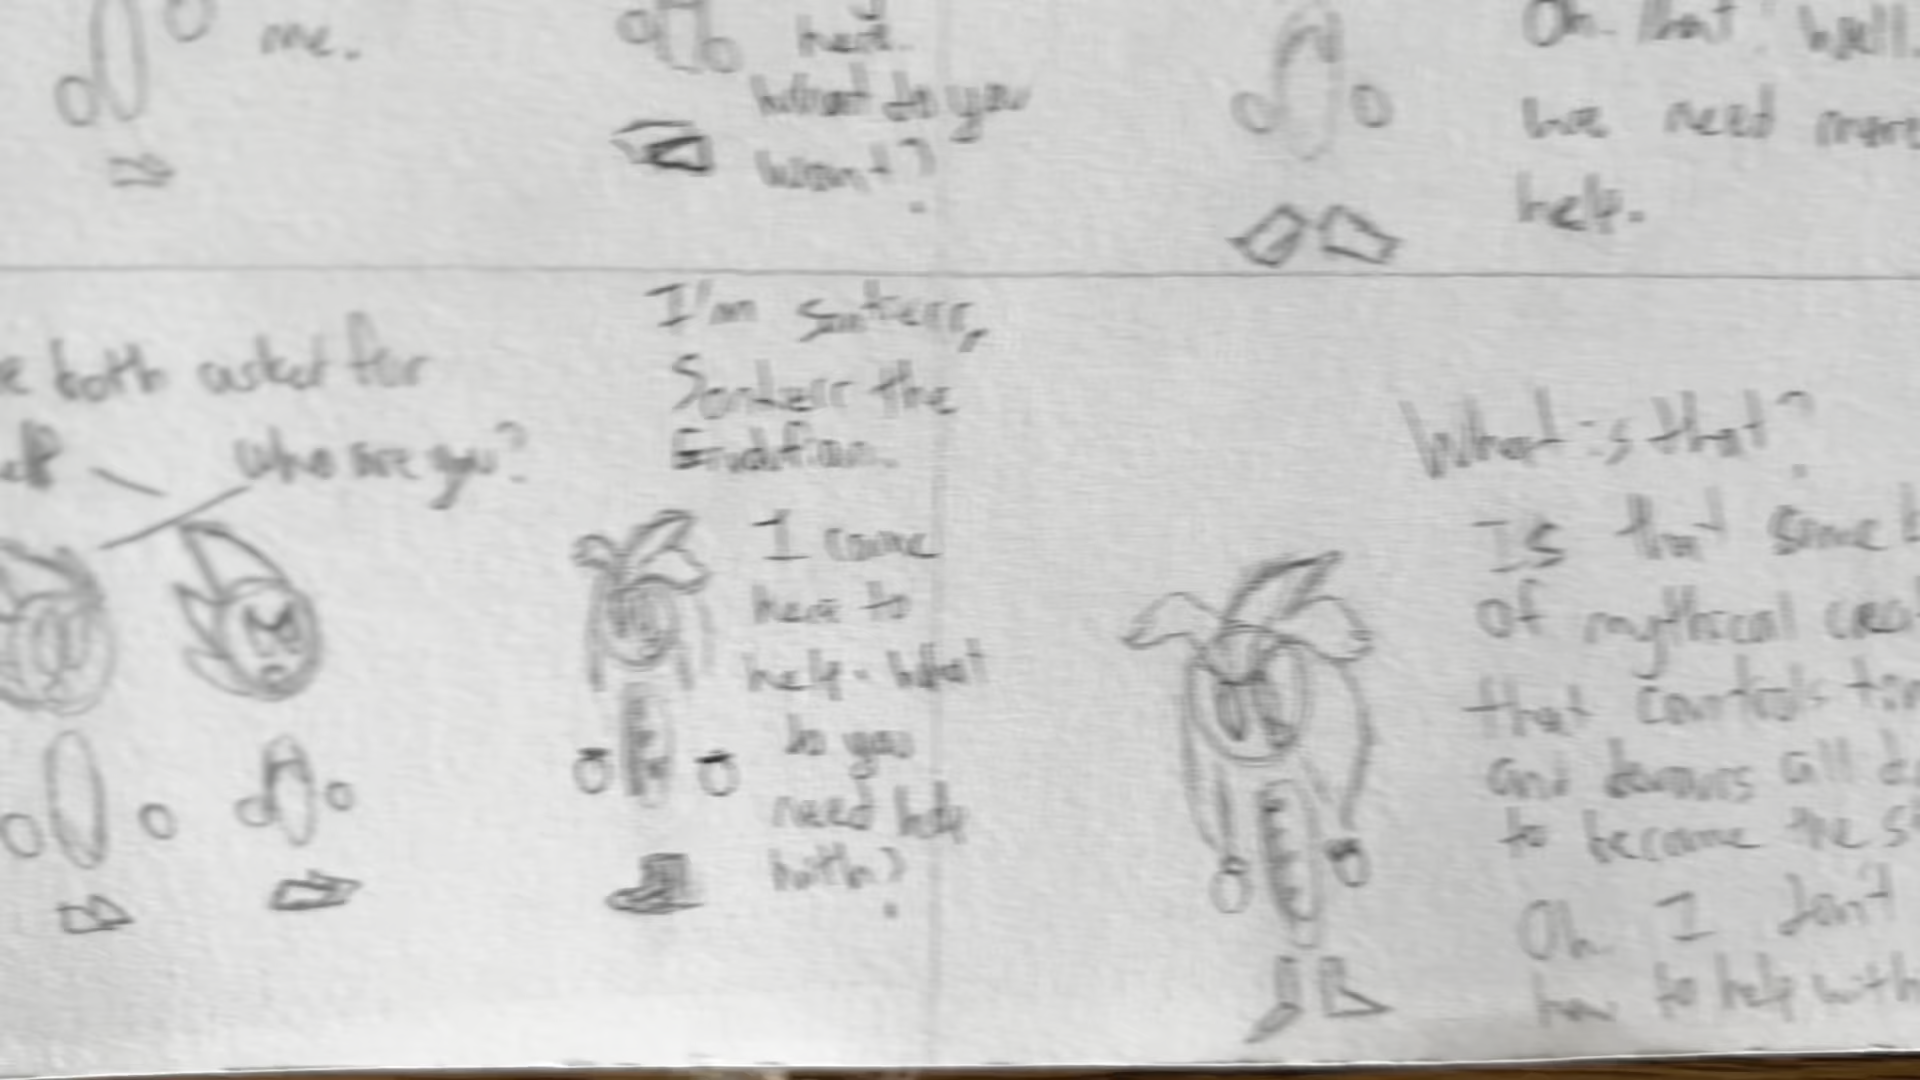 me.
here.
What do you
want?
Oh. that? Well.
we need more
help.
e both asked for
who are you?
I'm
the
I come
here to
help. What
do you
need help
with?
What is that?
Is that some
of mythical
that controls
and demons all
to become the
Oh I don't
how to help with